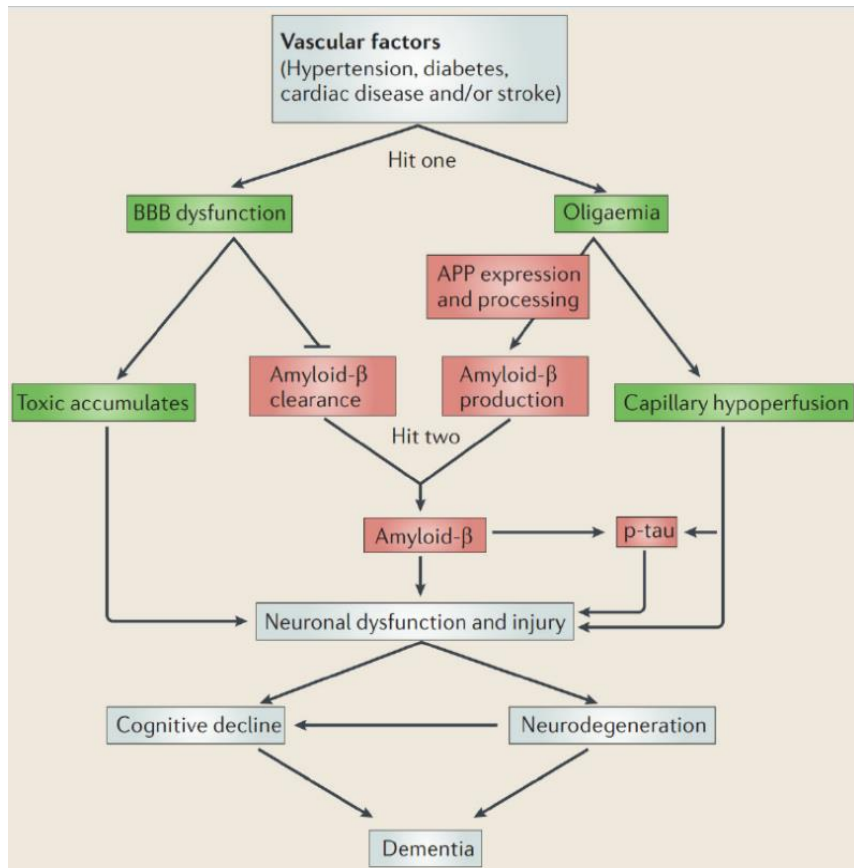 Vascular factors
(Hypertension, diabetes,
cardiac disease and/or stroke)
Hit one
BBB dysfunction
Oligaemia
APP expression
and processing
Toxic accumulates
Amyloid-β
clearance
Amyloid-β
production
Capillary hypoperfusion
Hit two
Amyloid-β
p-tau
Neuronal dysfunction and injury
Cognitive decline
Neurodegeneration
Dementia